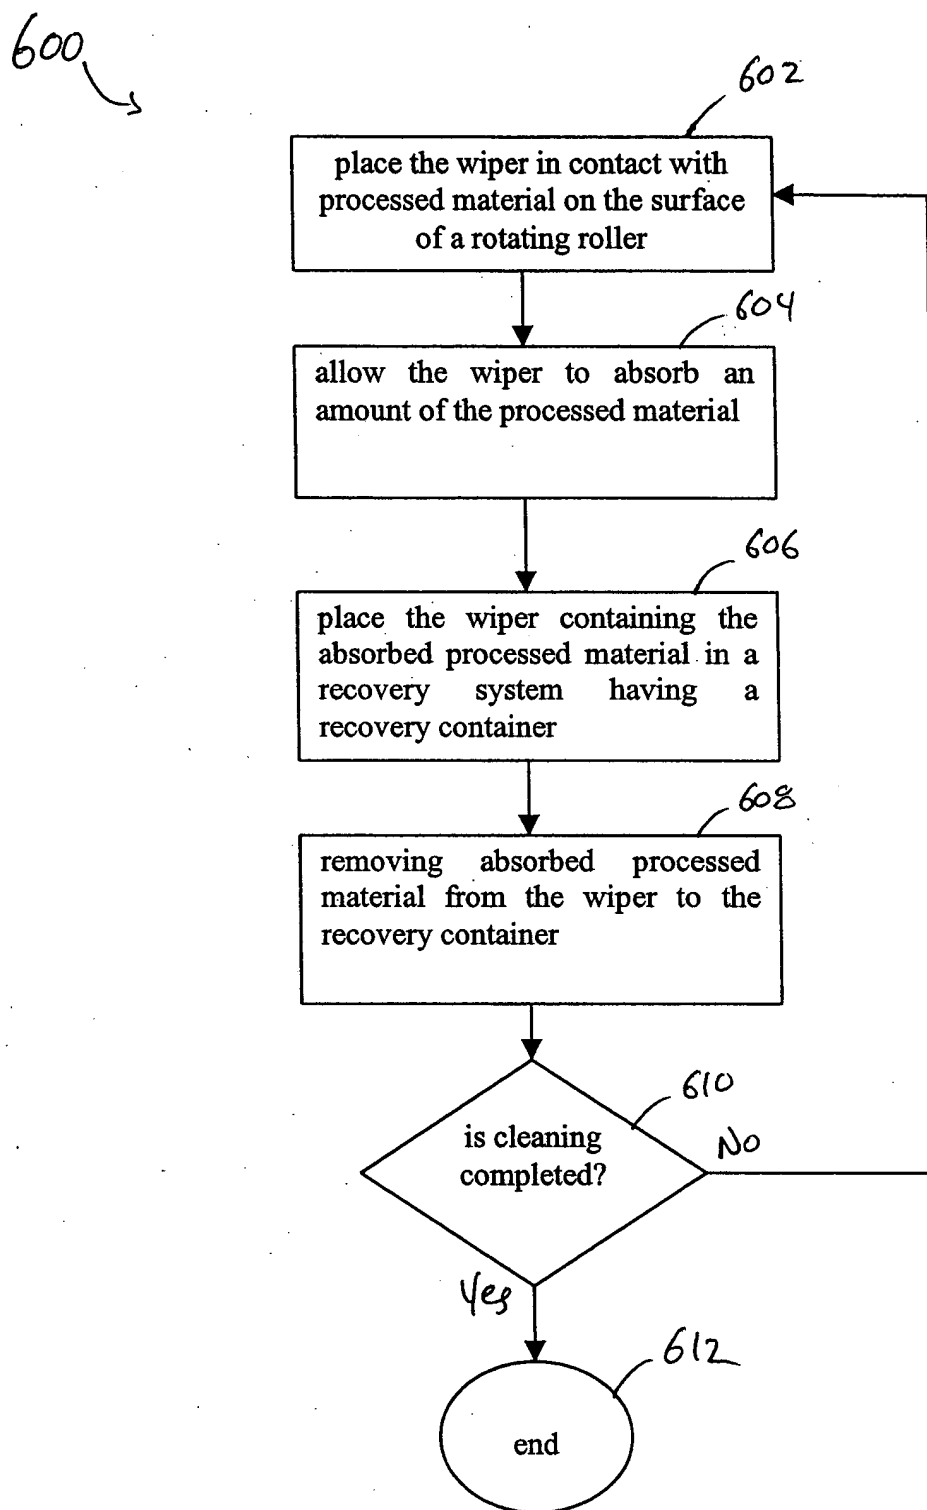 600
602
place the wiper in contact with
processed material on the surface
of a rotating roller
604
allow the wiper to absorb an
amount of the processed material
606
place the wiper containing the
absorbed processed material in a
recovery system having a
recovery container
608
removing absorbed processed
material from the wiper to the
recovery container
610
is cleaning
completed?
No
Yes
612
end